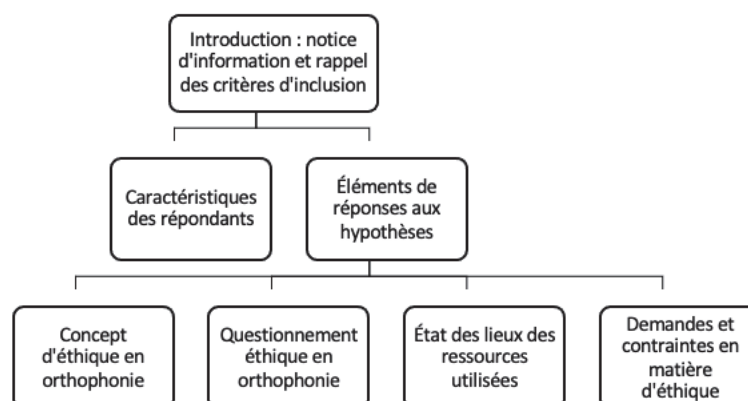 Introduction : notice
d'information et rappel
des critères d'inclusion
Caractéristiques
des répondants
Éléments de
réponses aux
hypothèses
Concept
d'éthique en
orthophonie
Questionnement
éthique en
orthophonie
État des lieux des
ressources
utilisées
Demandes et
contraintes en
matière
d'éthique